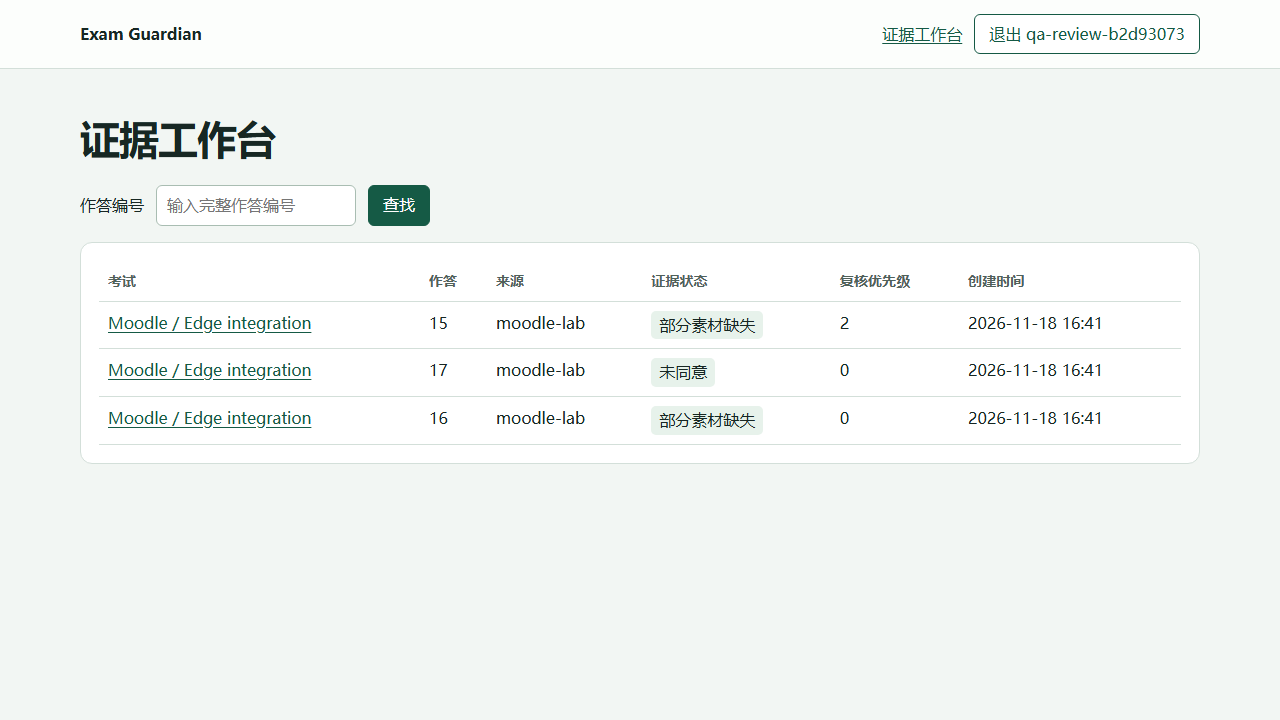 Exam Guardian 证据工作台 退出 qa-review-b2d93073
证据工作台
作答编号 输入完整作答编号 查找
考试 作答 来源 证据状态 复核优先级 创建时间
Moodle / Edge integration 15 moodle-lab 部分素材缺失 2 2026-11-18 16:41
Moodle / Edge integration 17 moodle-lab 未同意 0 2026-11-18 16:41
Moodle / Edge integration 16 moodle-lab 部分素材缺失 0 2026-11-18 16:41